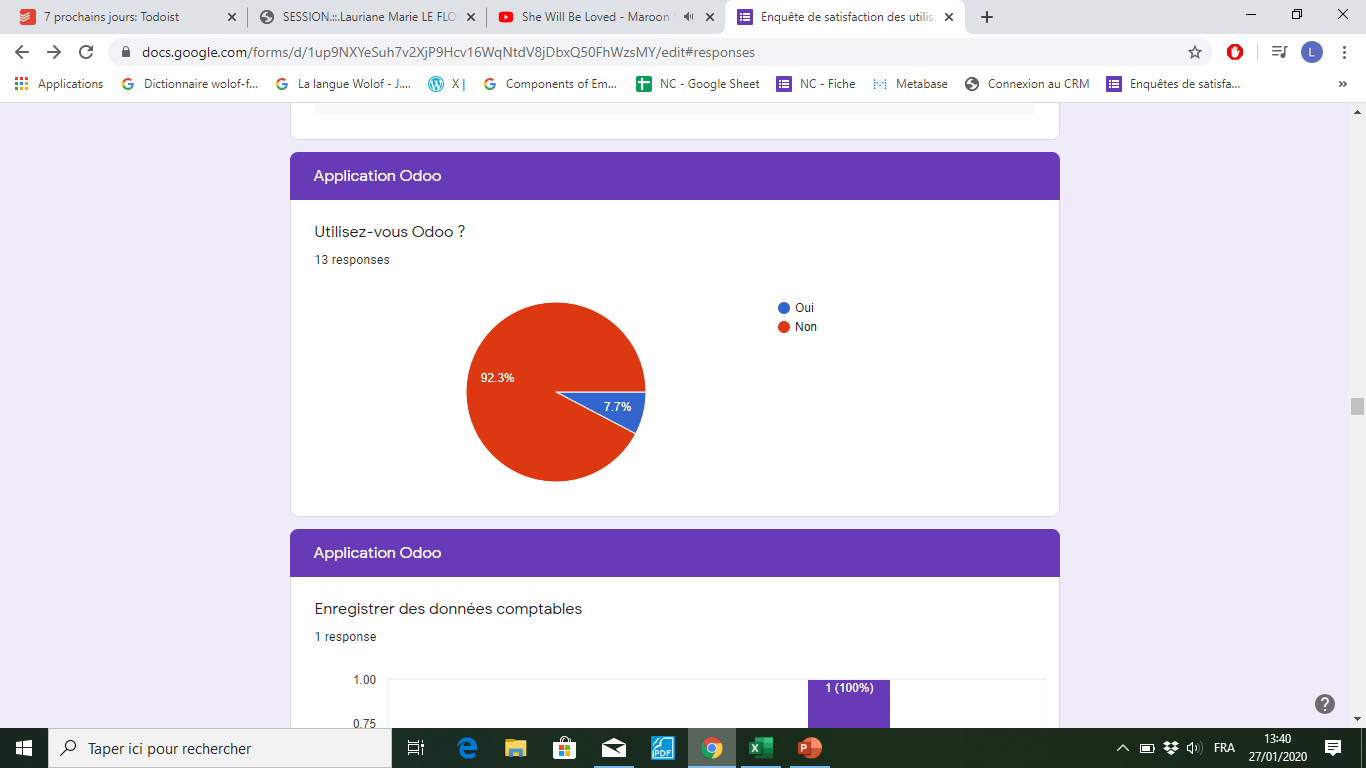 7 prochains jours: Todoist
SESSION.::.Lauriane Marie LE FLO
She Will Be Loved - Maroon
Enquête de satisfaction des utilis
docs.google.com/forms/d/1up9NXYeSuh7v2XjP9Hcv16WqNtdV8jDbxQ50FhWzsMY/edit#responses
L
Applications
Dictionnaire wolof-f...
La langue Wolof - J....
X |
Components of Em...
NC - Google Sheet
NC - Fiche
Metabase
Connexion au CRM
Enquêtes de satisfa...
»
Application Odoo
Utilisez-vous Odoo ?
13 responses
Oui
Non
92.3%
7.7%
Application Odoo
Enregistrer des données comptables
1 response
1.00
1 (100%)
0.75
Taper ici pour rechercher
PDF
FRA
13:40
27/01/2020